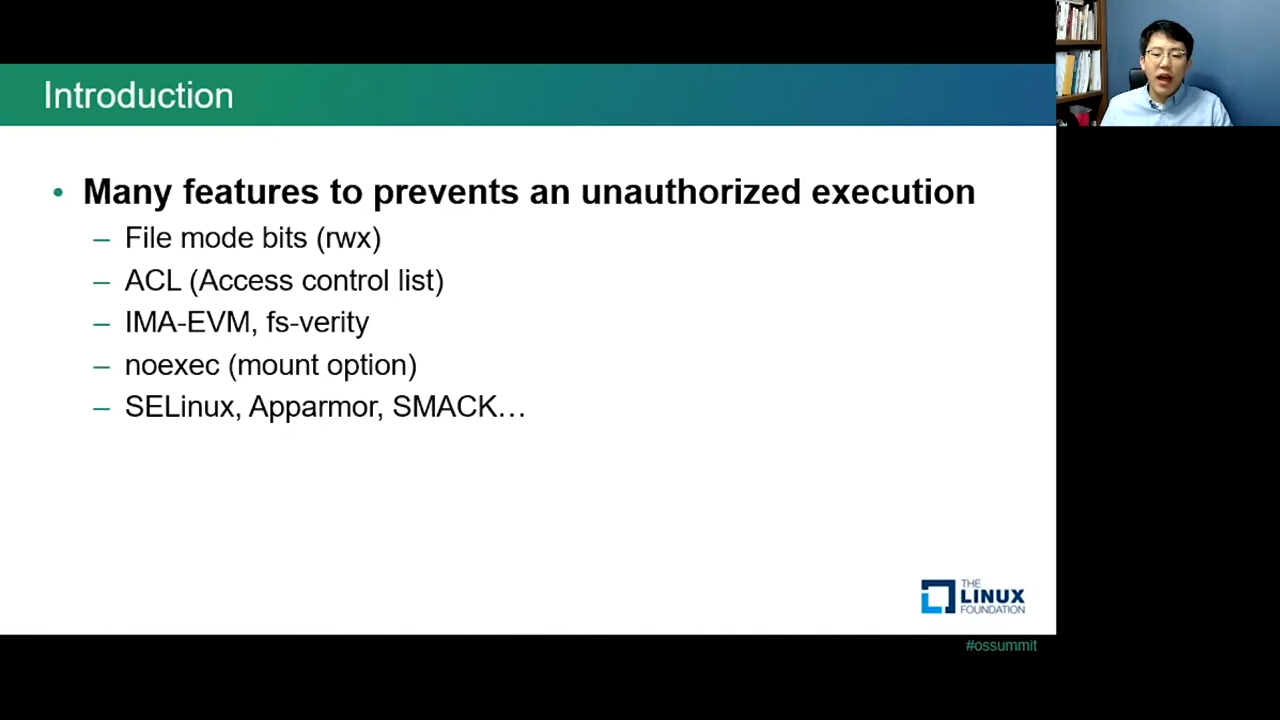 Introduction
• Many features to prevents an unauthorized execution
– File mode bits (rwx)
– ACL (Access control list)
– IMA-EVM, fs-verity
– noexec (mount option)
– SELinux, Apparmor, SMACK…
THE
LINUX
FOUNDATION
#ossummit